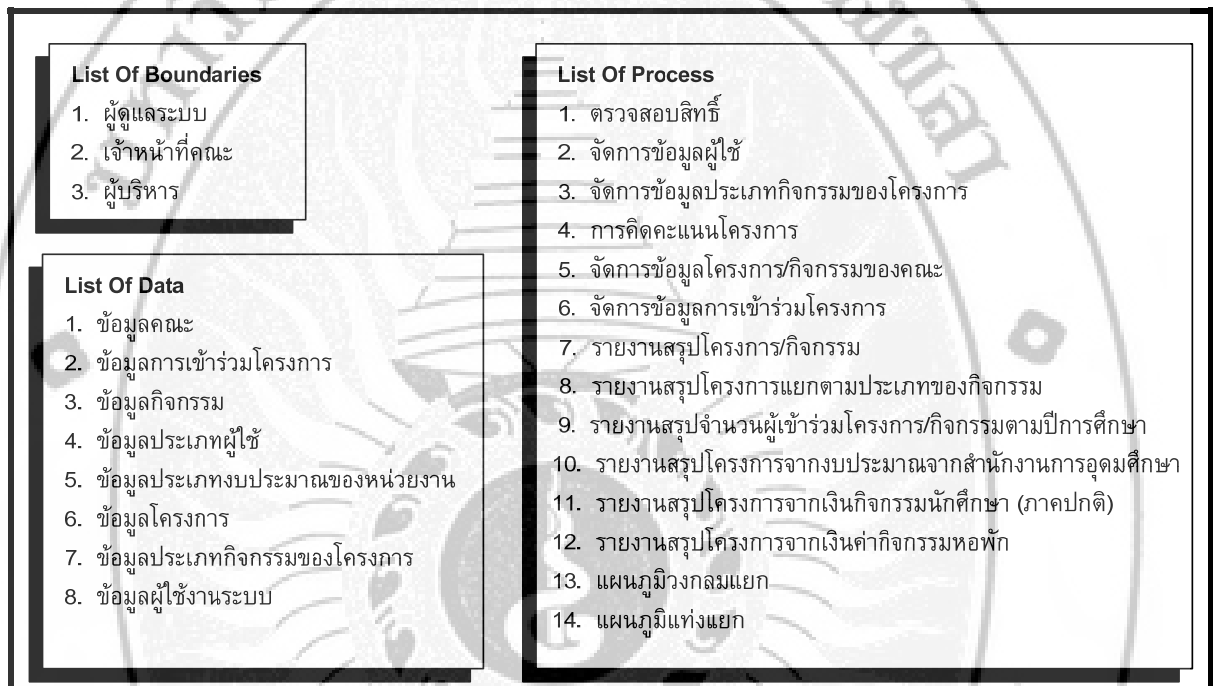 List Of Boundaries
1. ผู้ดูแลระบบ
2. เจ้าหน้าที่คณะ
3. ผู้บริหาร
List Of Data
1. ข้อมูลคณะ
2. ข้อมูลการเข้าร่วมโครงการ
3. ข้อมูลกิจกรรม
4. ข้อมูลประเภทผู้ใช้
5. ข้อมูลประเภทงบประมาณของหน่วยงาน
6. ข้อมูลโครงการ
7. ข้อมูลประเภทกิจกรรมของโครงการ
8. ข้อมูลผู้ใช้งานระบบ
List Of Process
1. ตรวจสอบสิทธิ์
2. จัดการข้อมูลผู้ใช้
3. จัดการข้อมูลประเภทกิจกรรมของโครงการ
4. การคิดคะแนนโครงการ
5. จัดการข้อมูลโครงการ/กิจกรรมของคณะ
6. จัดการข้อมูลการเข้าร่วมโครงการ
7. รายงานสรุปโครงการ/กิจกรรม
8. รายงานสรุปโครงการแยกตามประเภทของกิจกรรม
9. รายงานสรุปจำนวนผู้เข้าร่วมโครงการ/กิจกรรมตามปีการศึกษา
10. รายงานสรุปโครงการจากงบประมาณจากสำนักงานการอุดมศึกษา
11. รายงานสรุปโครงการจากเงินกิจกรรมนักศึกษา (ภาคปกติ)
12. รายงานสรุปโครงการจากเงินค่ากิจกรรมหอพัก
13. แผนภูมิวงกลมแยก
14. แผนภูมิแท่งแยก